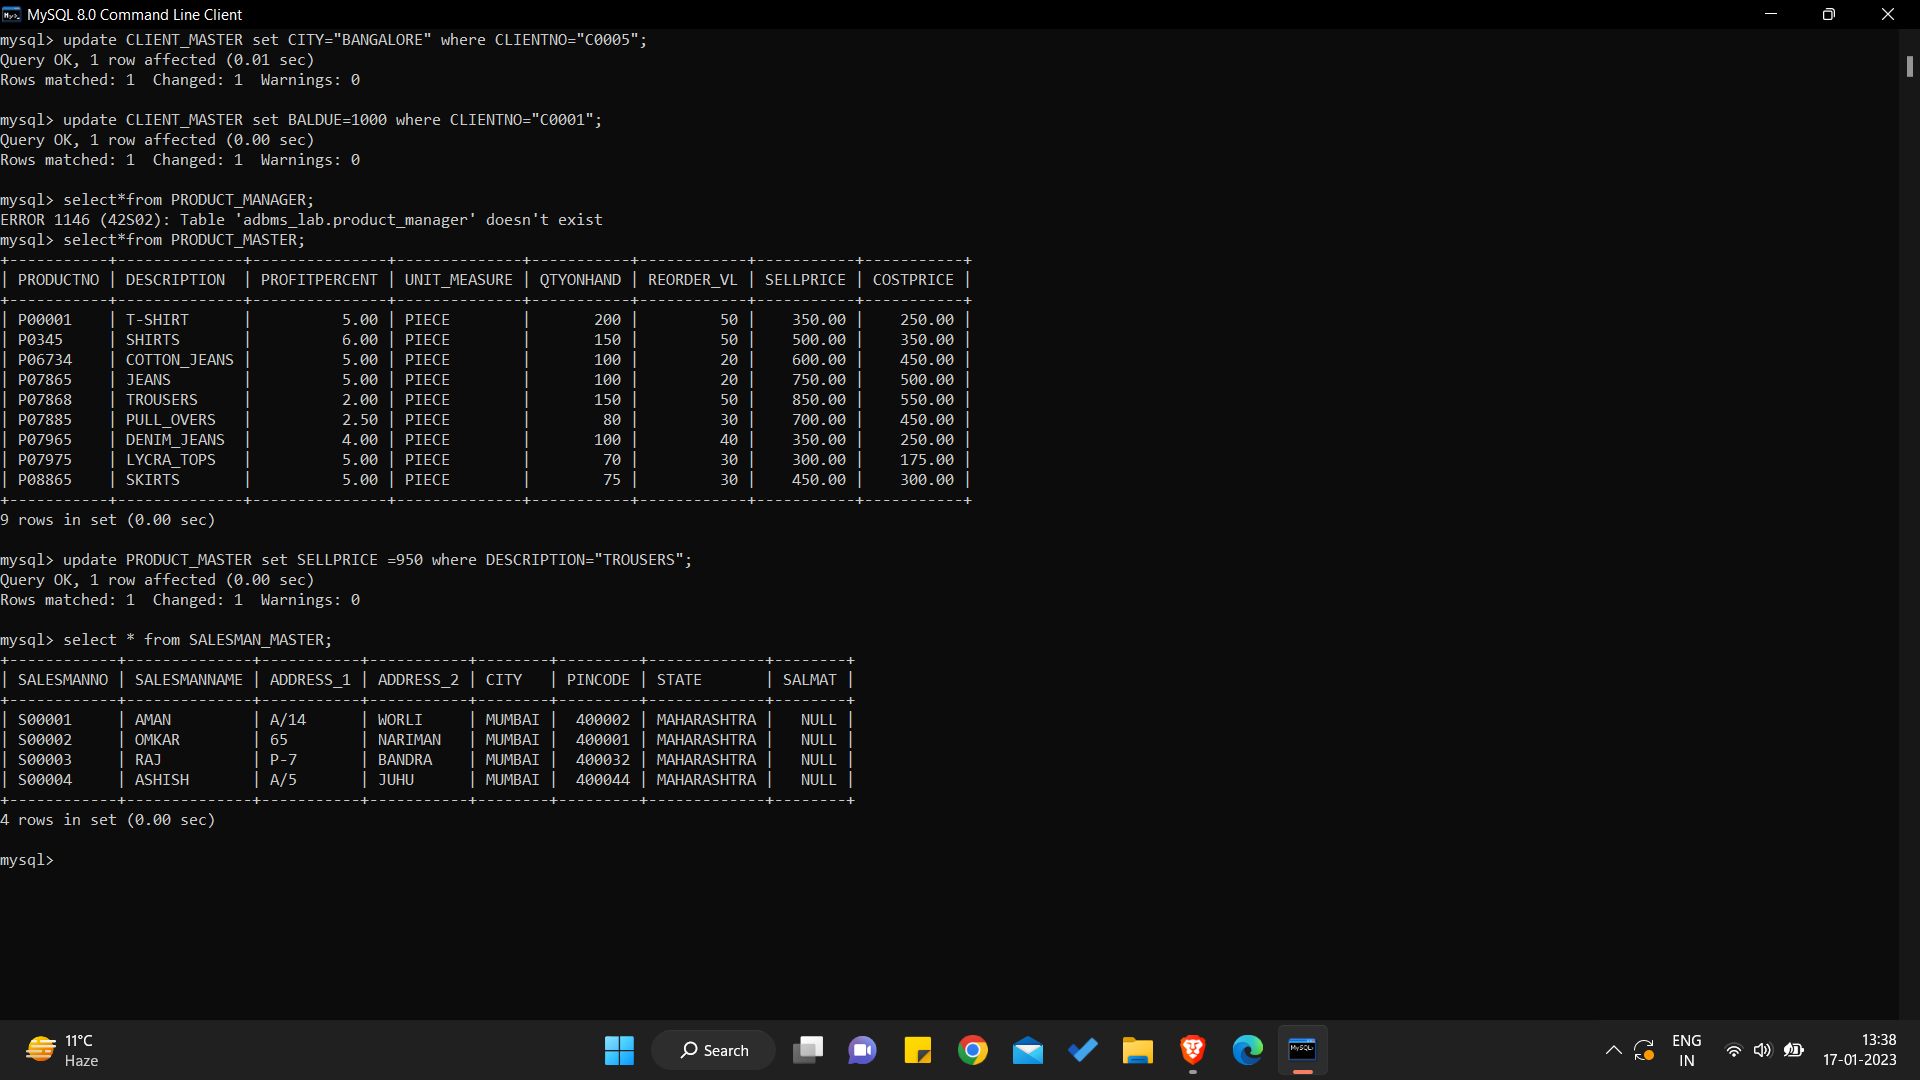 MySQL 8.0 Command Line Client
mysql> update CLIENT_MASTER set CITY="BANGALORE" where CLIENTNO="C0005";
Query OK, 1 row affected (0.01 sec)
Rows matched: 1  Changed: 1  Warnings: 0
mysql> update CLIENT_MASTER set BALDUE=1000 where CLIENTNO="C0001";
Query OK, 1 row affected (0.00 sec)
Rows matched: 1  Changed: 1  Warnings: 0
mysql> select*from PRODUCT_MANAGER;
ERROR 1146 (42S02): Table 'adbms_lab.product_manager' doesn't exist
mysql> select*from PRODUCT_MASTER;
+-----------+--------------+---------------+--------------+-----------+------------+-----------+-----------+
| PRODUCTNO | DESCRIPTION  | PROFITPERCENT | UNIT_MEASURE | QTYONHAND | REORDER_VL | SELLPRICE | COSTPRICE |
+-----------+--------------+---------------+--------------+-----------+------------+-----------+-----------+
| P00001    | T-SHIRT      |          5.00 | PIECE        |       200 |         50 |    350.00 |    250.00 |
| P0345     | SHIRTS       |          6.00 | PIECE        |       150 |         50 |    500.00 |    350.00 |
| P06734    | COTTON_JEANS |          5.00 | PIECE        |       100 |         20 |    600.00 |    450.00 |
| P07865    | JEANS        |          5.00 | PIECE        |       100 |         20 |    750.00 |    500.00 |
| P07868    | TROUSERS     |          2.00 | PIECE        |       150 |         50 |    850.00 |    550.00 |
| P07885    | PULL_OVERS   |          2.50 | PIECE        |        80 |         30 |    700.00 |    450.00 |
| P07965    | DENIM_JEANS  |          4.00 | PIECE        |       100 |         40 |    350.00 |    250.00 |
| P07975    | LYCRA_TOPS   |          5.00 | PIECE        |        70 |         30 |    300.00 |    175.00 |
| P08865    | SKIRTS       |          5.00 | PIECE        |        75 |         30 |    450.00 |    300.00 |
+-----------+--------------+---------------+--------------+-----------+------------+-----------+-----------+
9 rows in set (0.00 sec)
mysql> update PRODUCT_MASTER set SELLPRICE =950 where DESCRIPTION="TROUSERS";
Query OK, 1 row affected (0.00 sec)
Rows matched: 1  Changed: 1  Warnings: 0
mysql> select * from SALESMAN_MASTER;
+------------+--------------+-----------+-----------+--------+---------+-------------+--------+
| SALESMANNO | SALESMANNAME | ADDRESS_1 | ADDRESS_2 | CITY   | PINCODE | STATE       | SALMAT |
+------------+--------------+-----------+-----------+--------+---------+-------------+--------+
| S00001     | AMAN         | A/14      | WORLI     | MUMBAI |  400002 | MAHARASHTRA |   NULL |
| S00002     | OMKAR        | 65        | NARIMAN   | MUMBAI |  400001 | MAHARASHTRA |   NULL |
| S00003     | RAJ          | P-7       | BANDRA    | MUMBAI |  400032 | MAHARASHTRA |   NULL |
| S00004     | ASHISH       | A/5       | JUHU      | MUMBAI |  400044 | MAHARASHTRA |   NULL |
+------------+--------------+-----------+-----------+--------+---------+-------------+--------+
4 rows in set (0.00 sec)
mysql>
11°C
Haze
Search
MySQL
ENG
IN
13:38
17-01-2023